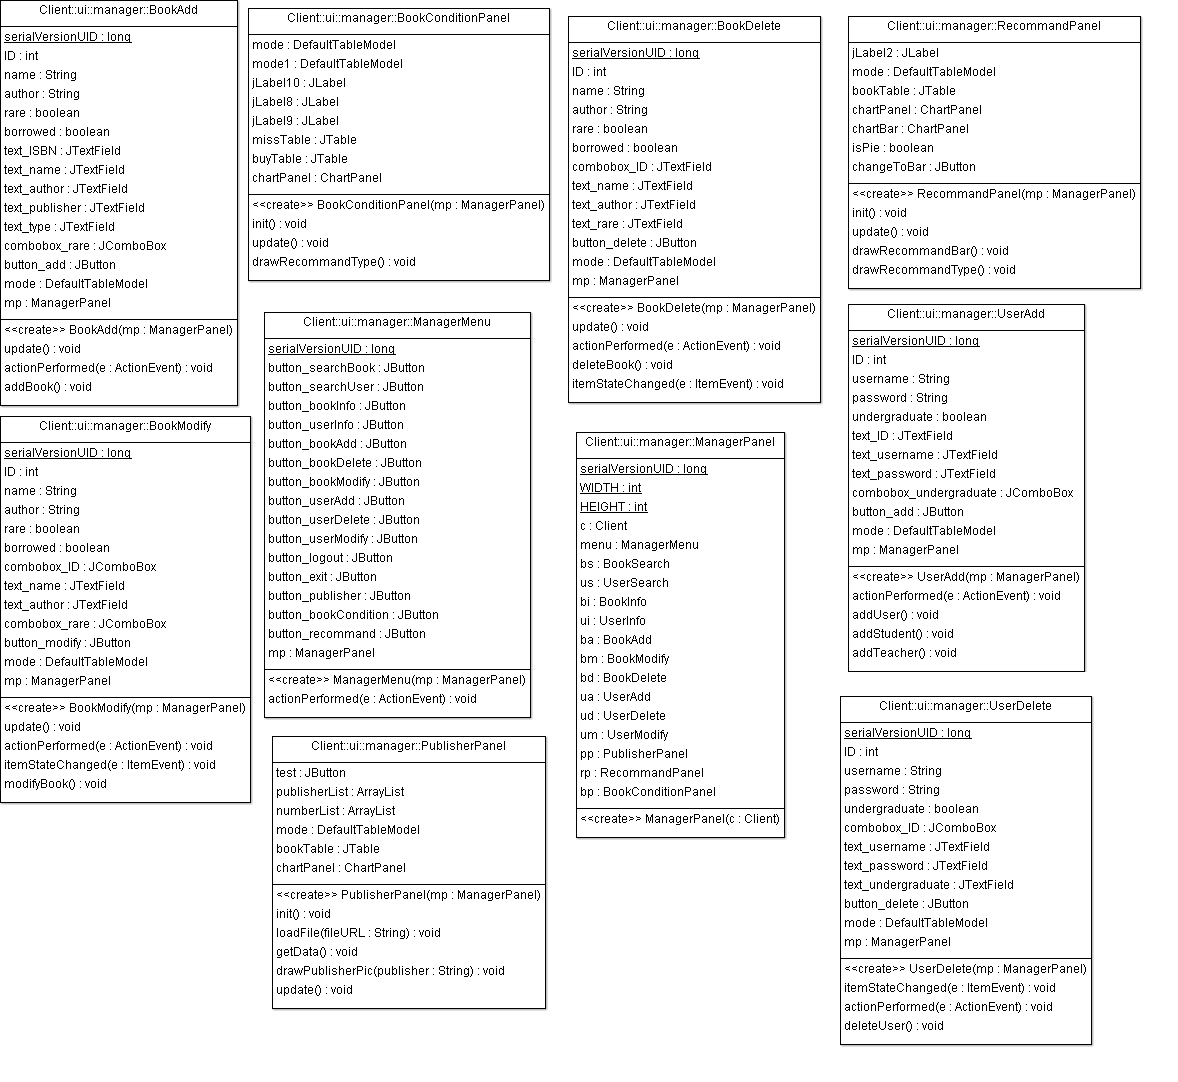 Client::ui::manager::BookAdd
serialVersionUID : long
ID : int
name : String
author : String
rare : boolean
borrowed : boolean
text_ISBN : JTextField
text_name : JTextField
text_author : JTextField
text_publisher : JTextField
text_type : JTextField
combobox_rare : JComboBox
button_add : JButton
mode : DefaultTableModel
mp : ManagerPanel
<<create>> BookAdd(mp : ManagerPanel)
update() : void
actionPerformed(e : ActionEvent) : void
addBook() : void
Client::ui::manager::BookModify
serialVersionUID : long
ID : int
name : String
author : String
rare : boolean
borrowed : boolean
combobox_ID : JComboBox
text_name : JTextField
text_author : JTextField
combobox_rare : JComboBox
button_modify : JButton
mode : DefaultTableModel
mp : ManagerPanel
<<create>> BookModify(mp : ManagerPanel)
update() : void
actionPerformed(e : ActionEvent) : void
itemStateChanged(e : ItemEvent) : void
modifyBook() : void
Client::ui::manager::BookConditionPanel
mode : DefaultTableModel
mode1 : DefaultTableModel
jLabel10 : JLabel
jLabel8 : JLabel
jLabel9 : JLabel
missTable : JTable
buyTable : JTable
chartPanel : ChartPanel
<<create>> BookConditionPanel(mp : ManagerPanel)
init() : void
update() : void
drawRecommandType() : void
Client::ui::manager::ManagerMenu
serialVersionUID : long
button_searchBook : JButton
button_searchUser : JButton
button_bookInfo : JButton
button_userInfo : JButton
button_bookAdd : JButton
button_bookDelete : JButton
button_bookModify : JButton
button_userAdd : JButton
button_userDelete : JButton
button_userModify : JButton
button_logout : JButton
button_exit : JButton
button_publisher : JButton
button_bookCondition : JButton
button_recommand : JButton
mp : ManagerPanel
<<create>> ManagerMenu(mp : ManagerPanel)
actionPerformed(e : ActionEvent) : void
Client::ui::manager::PublisherPanel
test : JButton
publisherList : ArrayList
numberList : ArrayList
mode : DefaultTableModel
bookTable : JTable
chartPanel : ChartPanel
<<create>> PublisherPanel(mp : ManagerPanel)
init() : void
loadFile(fileURL : String) : void
getData() : void
drawPublisherPic(publisher : String) : void
update() : void
Client::ui::manager::BookDelete
serialVersionUID : long
ID : int
name : String
author : String
rare : boolean
borrowed : boolean
combobox_ID : JTextField
text_name : JTextField
text_author : JTextField
text_rare : JTextField
button_delete : JButton
mode : DefaultTableModel
mp : ManagerPanel
<<create>> BookDelete(mp : ManagerPanel)
update() : void
actionPerformed(e : ActionEvent) : void
deleteBook() : void
itemStateChanged(e : ItemEvent) : void
Client::ui::manager::ManagerPanel
serialVersionUID : long
WIDTH : int
HEIGHT : int
c : Client
menu : ManagerMenu
bs : BookSearch
us : UserSearch
bi : BookInfo
ui : UserInfo
ba : BookAdd
bm : BookModify
bd : BookDelete
ua : UserAdd
ud : UserDelete
um : UserModify
pp : PublisherPanel
rp : RecommandPanel
bp : BookConditionPanel
<<create>> ManagerPanel(c : Client)
Client::ui::manager::RecommandPanel
jLabel2 : JLabel
mode : DefaultTableModel
bookTable : JTable
chartPanel : ChartPanel
chartBar : ChartPanel
isPie : boolean
changeToBar : JButton
<<create>> RecommandPanel(mp : ManagerPanel)
init() : void
update() : void
drawRecommandBar() : void
drawRecommandType() : void
Client::ui::manager::UserAdd
serialVersionUID : long
ID : int
username : String
password : String
undergraduate : boolean
text_ID : JTextField
text_username : JTextField
text_password : JTextField
combobox_undergraduate : JComboBox
button_add : JButton
mode : DefaultTableModel
mp : ManagerPanel
<<create>> UserAdd(mp : ManagerPanel)
actionPerformed(e : ActionEvent) : void
addUser() : void
addStudent() : void
addTeacher() : void
Client::ui::manager::UserDelete
serialVersionUID : long
ID : int
username : String
password : String
undergraduate : boolean
combobox_ID : JComboBox
text_username : JTextField
text_password : JTextField
text_undergraduate : JTextField
button_delete : JButton
mode : DefaultTableModel
mp : ManagerPanel
<<create>> UserDelete(mp : ManagerPanel)
itemStateChanged(e : ItemEvent) : void
actionPerformed(e : ActionEvent) : void
deleteUser() : void